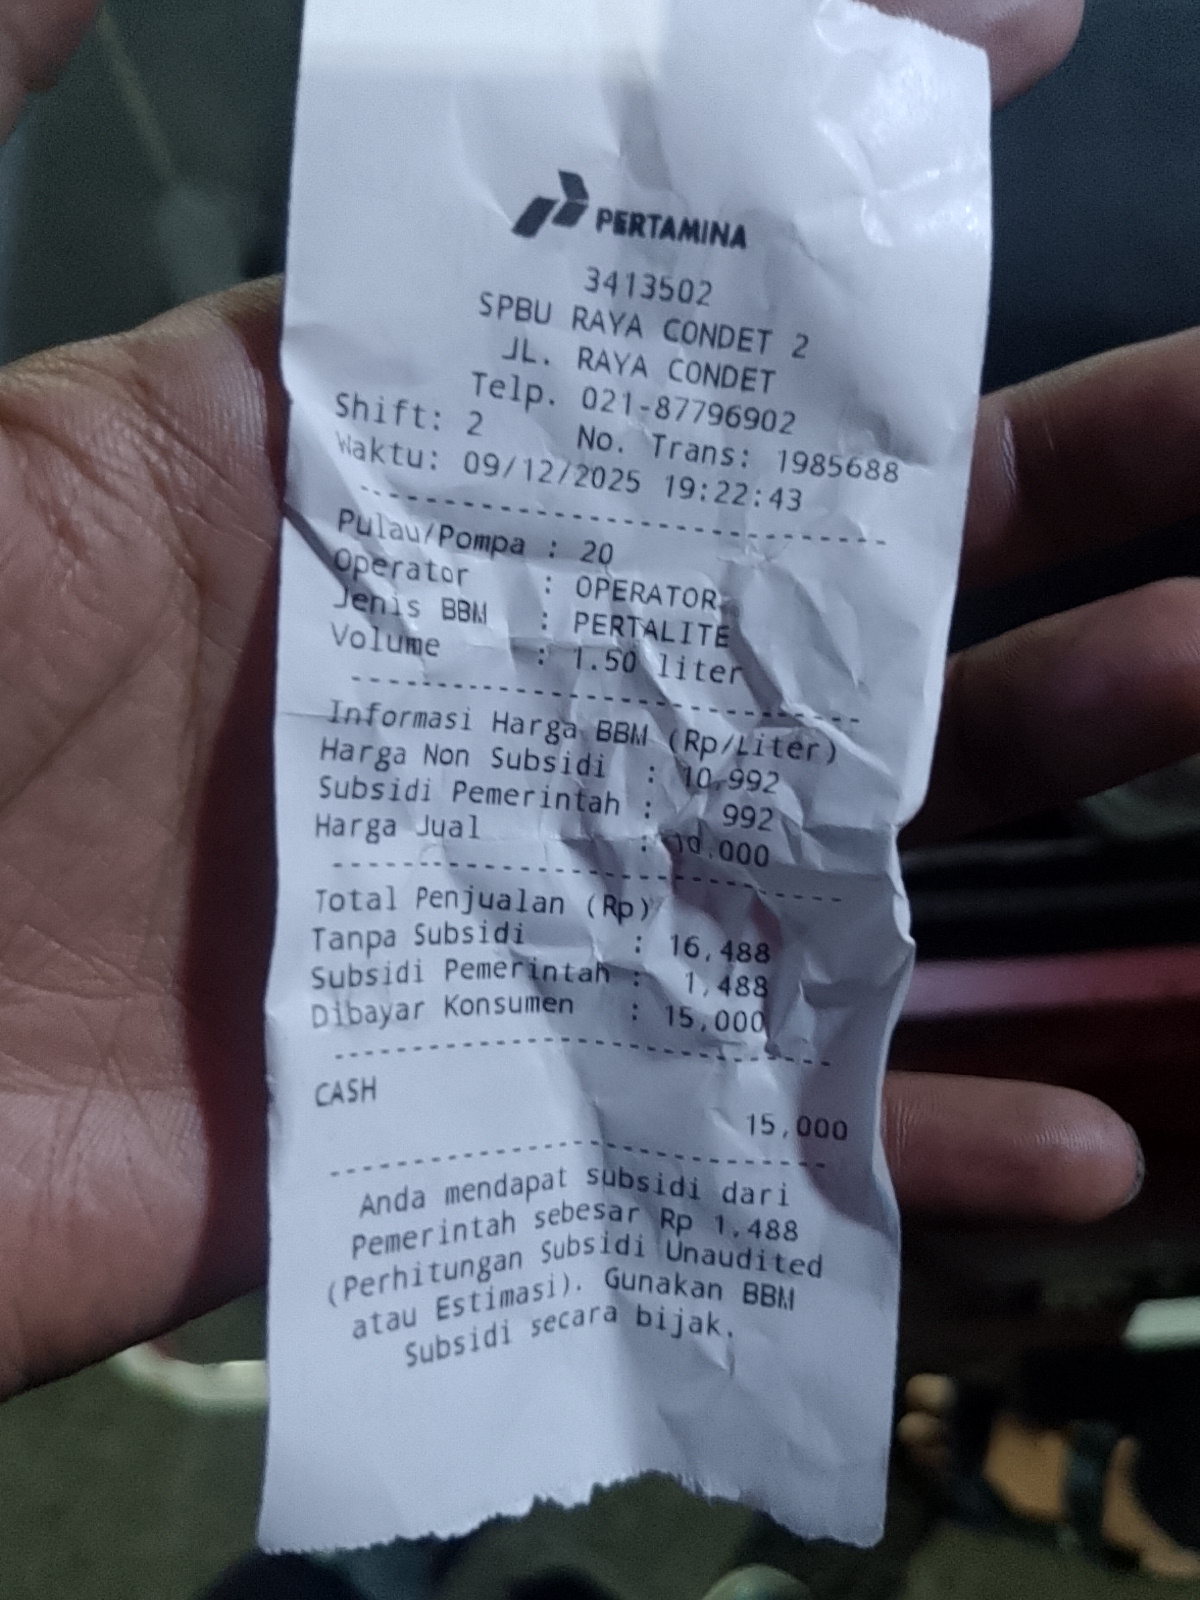 PERTAMINA
3413502
SPBU RAYA CONDET 2
JL. RAYA CONDET
Telp. 021-87796902
Shift: 2 No. Trans: 1985688
Waktu: 09/12/2025 19:22:43
Pulau/Pompa : 20
Operator : OPERATOR
Jenis BBM : PERTALITE
Volume : 1.50 liter
Informasi Harga BBM (Rp/Liter)
Harga Non Subsidi : 10,992
Subsidi Pemerintah : 992
Harga Jual : 10,000
Total Penjualan (Rp)
Tanpa Subsidi : 16,488
Subsidi Pemerintah : 1,488
Dibayar Konsumen : 15,000
CASH
15,000
Anda mendapat subsidi dari
Pemerintah sebesar Rp 1,488
(Perhitungan Subsidi Unaudited
atau Estimasi). Gunakan BBM
Subsidi secara bijak.